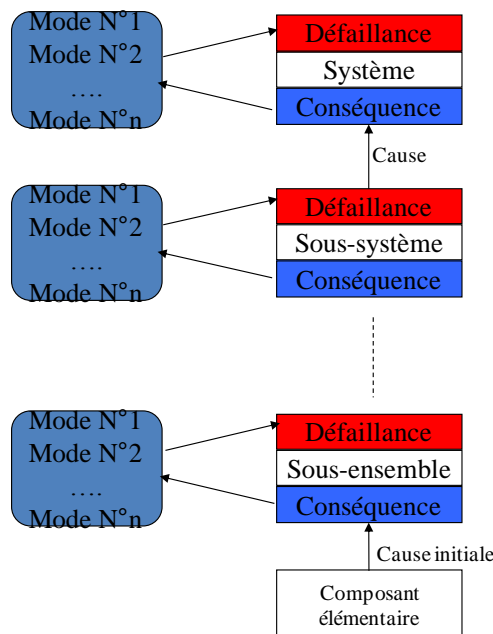 Mode N°1
Mode N°2
….
Mode N°n
Défaillance
Système
Conséquence
Cause
Mode N°1
Mode N°2
….
Mode N°n
Défaillance
Sous-système
Conséquence
Mode N°1
Mode N°2
….
Mode N°n
Défaillance
Sous-ensemble
Conséquence
Cause initiale
Composant
élémentaire